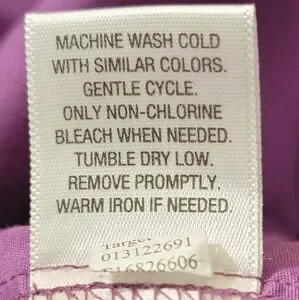 MACHINE WASH COLD
WITH SIMILAR COLORS.
GENTLE CYCLE.
ONLY NON-CHLORINE
BLEACH WHEN NEEDED.
TUMBLE DRY LOW.
REMOVE PROMPTLY.
WARM IRON IF NEEDED.
Target
013122691
F16826606